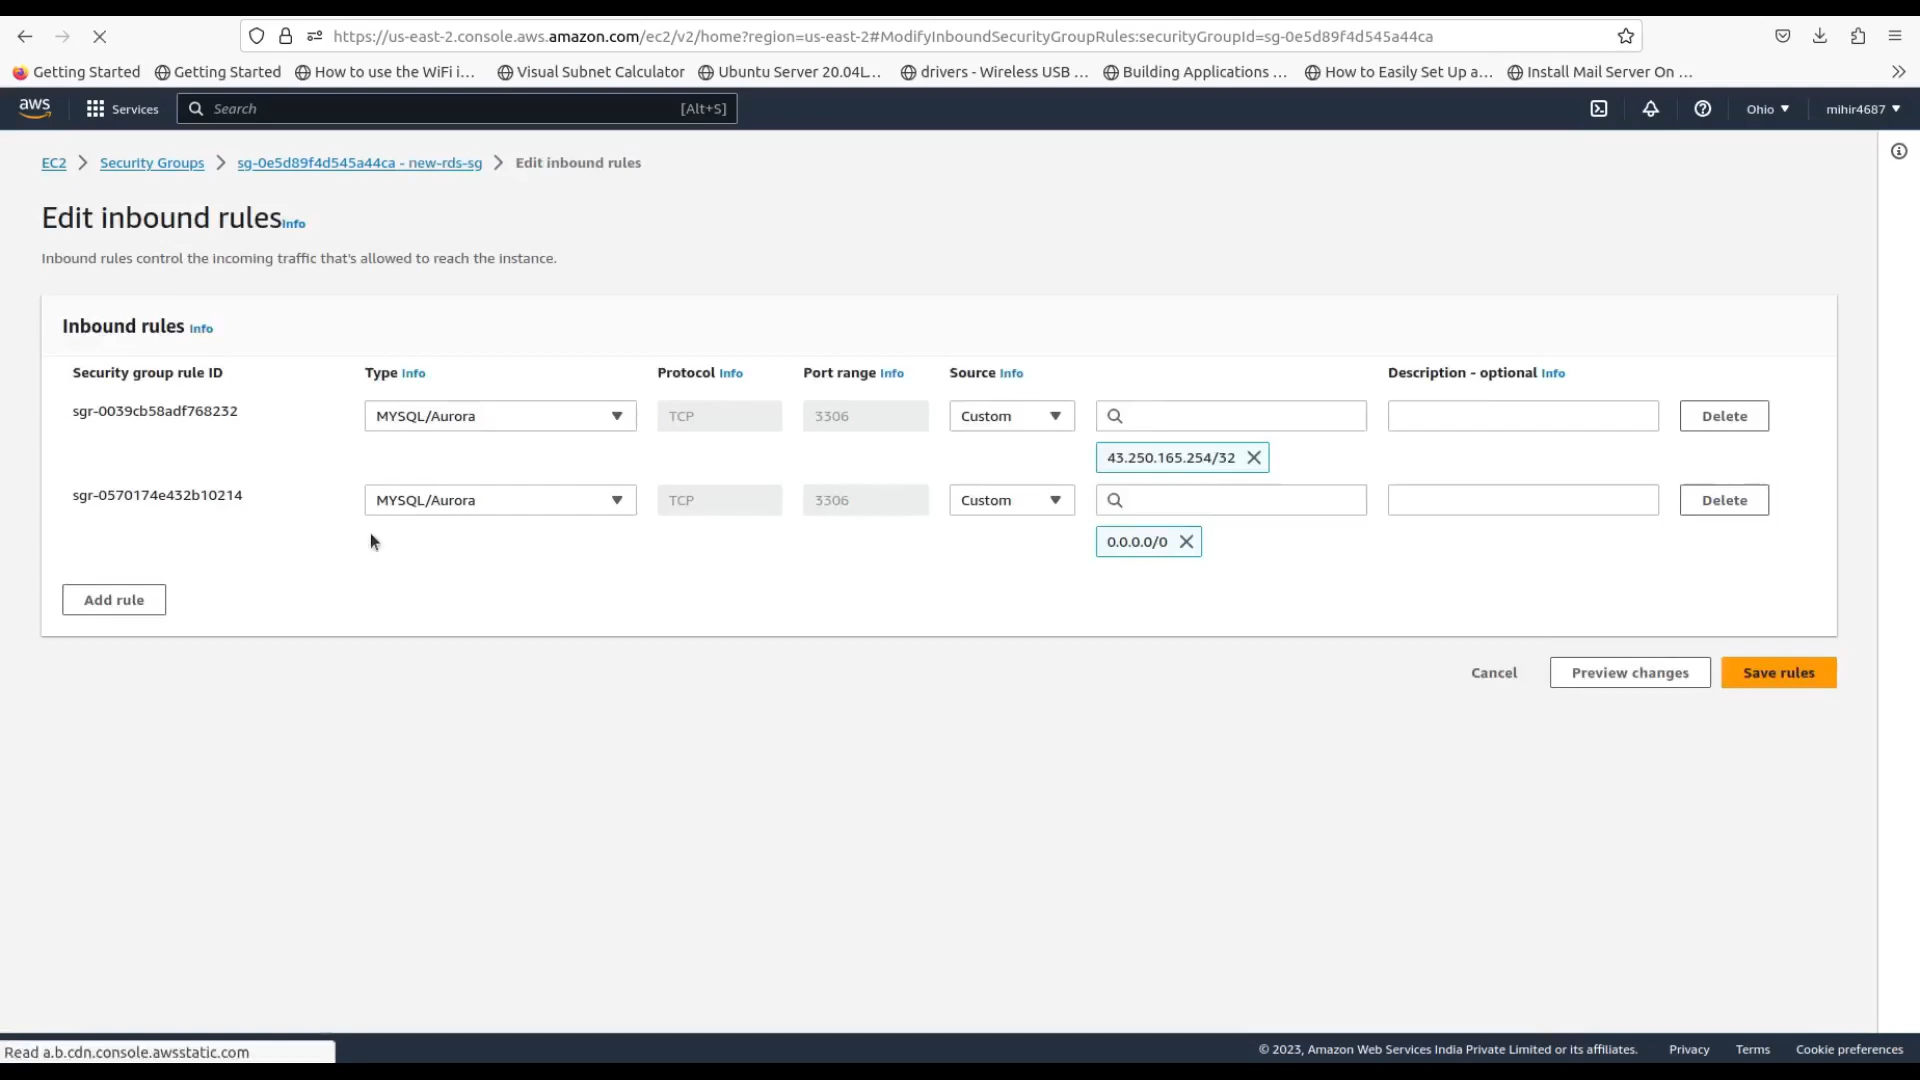 https://us-east-2.console.aws.amazon.com/ec2/v2/home?region=us-east-2#ModifyInboundSecurityGroupRules:securityGroupId=sg-0e5d89f4d545a44ca
Getting Started Getting Started How to use the WiFi i... Visual Subnet Calculator Ubuntu Server 20.04L... drivers - Wireless USB ... Building Applications ... How to Easily Set Up a... Install Mail Server On ...
aws Services Search [Alt+S] Ohio mihir4687
EC2 Security Groups sg-0e5d89f4d545a44ca - new-rds-sg Edit inbound rules
Edit inbound rules Info
Inbound rules control the incoming traffic that's allowed to reach the instance.
Inbound rules Info
Security group rule ID Type Info Protocol Info Port range Info Source Info Description - optional Info
sgr-0039cb58adf768232 MYSQL/Aurora TCP 3306 Custom Delete
43.250.165.254/32
sgr-0570174e432b10214 MYSQL/Aurora TCP 3306 Custom Delete
0.0.0.0/0
Add rule
Cancel Preview changes Save rules
Read a.b.cdn.console.awsstatic.com © 2023, Amazon Web Services India Private Limited or its affiliates. Privacy Terms Cookie preferences